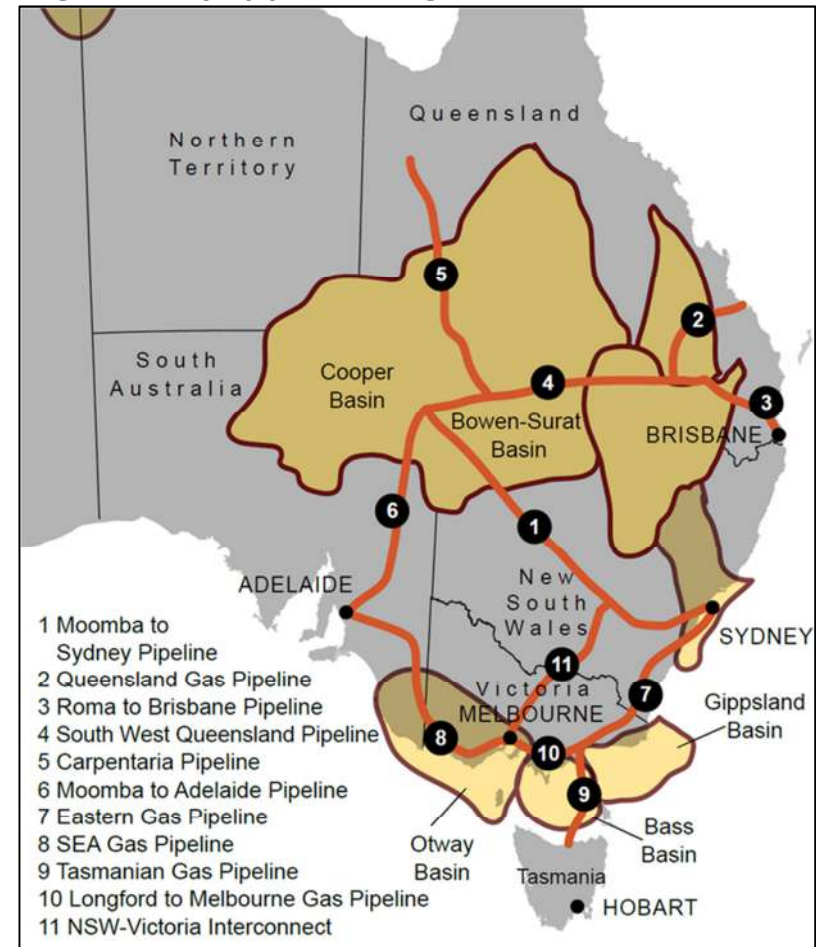 Queensland
Northern
Territory
5
2
South
Australia
Cooper
Basin
4
3
Bowen-Surat
Basin
BRISBANE
6
1
ADELAIDE
New
South
Wales
SYDNEY
11
Victoria
7
MELBOURNE
Gippsland
Basin
8
10
9
Otway
Basin
Bass
Basin
Tasmania
HOBART
1 Moomba to
Sydney Pipeline
2 Queensland Gas Pipeline
3 Roma to Brisbane Pipeline
4 South West Queensland Pipeline
5 Carpentaria Pipeline
6 Moomba to Adelaide Pipeline
7 Eastern Gas Pipeline
8 SEA Gas Pipeline
9 Tasmanian Gas Pipeline
10 Longford to Melbourne Gas Pipeline
11 NSW-Victoria Interconnect